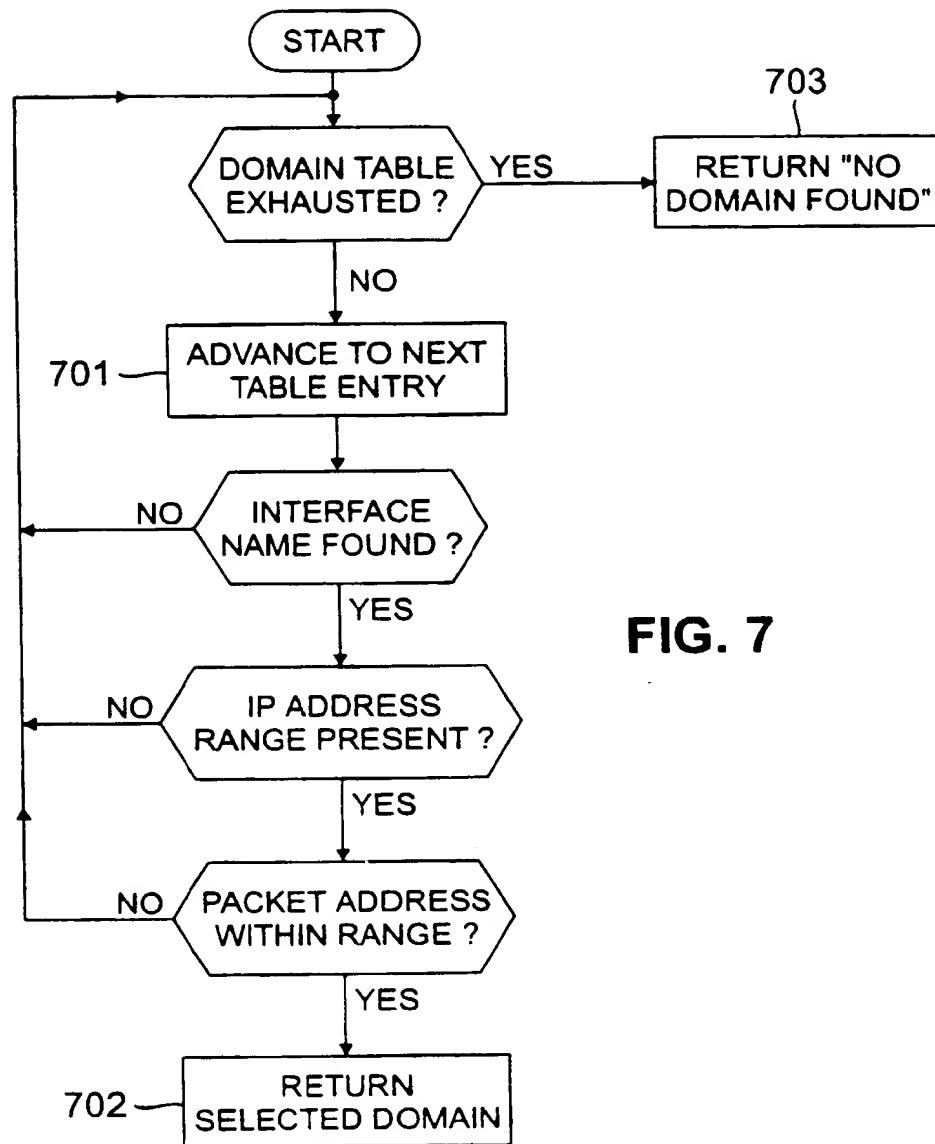 START
703
DOMAIN TABLE
EXHAUSTED ?
YES
RETURN "NO
DOMAIN FOUND"
NO
701
ADVANCE TO NEXT
TABLE ENTRY
NO
INTERFACE
NAME FOUND ?
YES
FIG. 7
NO
IP ADDRESS
RANGE PRESENT ?
YES
NO
PACKET ADDRESS
WITHIN RANGE ?
YES
702
RETURN
SELECTED DOMAIN